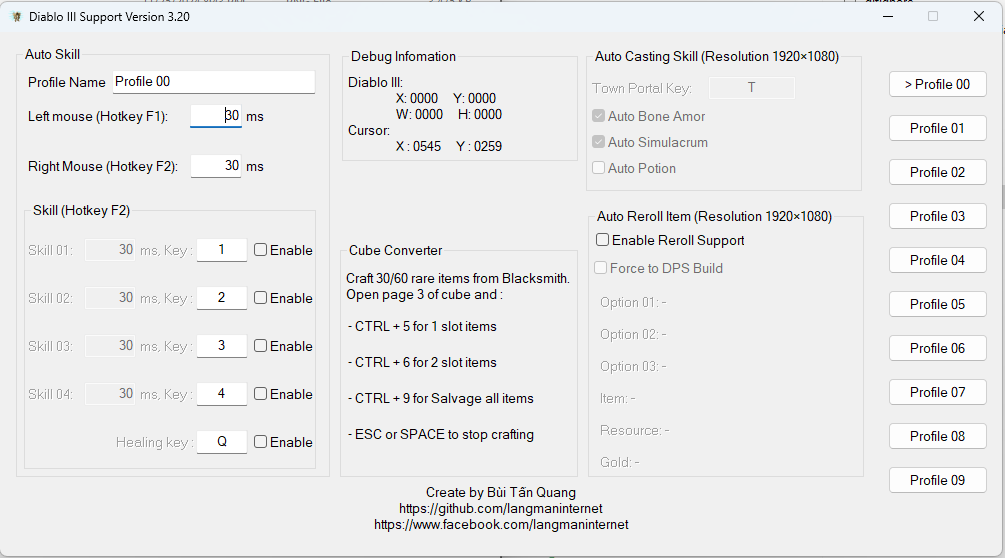 Diablo III Support Version 3.20
Auto Skill
Profile Name Profile 00
Left mouse (Hotkey F1): 30 ms
Right Mouse (Hotkey F2): 30 ms
Skill (Hotkey F2)
Skill 01: 30 ms, Key : 1 Enable
Skill 02: 30 ms, Key : 2 Enable
Skill 03: 30 ms, Key : 3 Enable
Skill 04: 30 ms, Key : 4 Enable
Healing key : Q Enable
Debug Infomation
Diablo III:
X: 0000 Y: 0000
W: 0000 H: 0000
Cursor:
X : 0545 Y : 0259
Cube Converter
Craft 30/60 rare items from Blacksmith.
Open page 3 of cube and :
- CTRL + 5 for 1 slot items
- CTRL + 6 for 2 slot items
- CTRL + 9 for Salvage all items
- ESC or SPACE to stop crafting
Auto Casting Skill (Resolution 1920×1080)
Town Portal Key: T
Auto Bone Amor
Auto Simulacrum
Auto Potion
Auto Reroll Item (Resolution 1920×1080)
Enable Reroll Support
Force to DPS Build
Option 01: -
Option 02: -
Option 03: -
Item: -
Resource: -
Gold: -
> Profile 00
Profile 01
Profile 02
Profile 03
Profile 04
Profile 05
Profile 06
Profile 07
Profile 08
Profile 09
Create by Bùi Tấn Quang
https://github.com/langmaninternet
https://www.facebook.com/langmaninternet